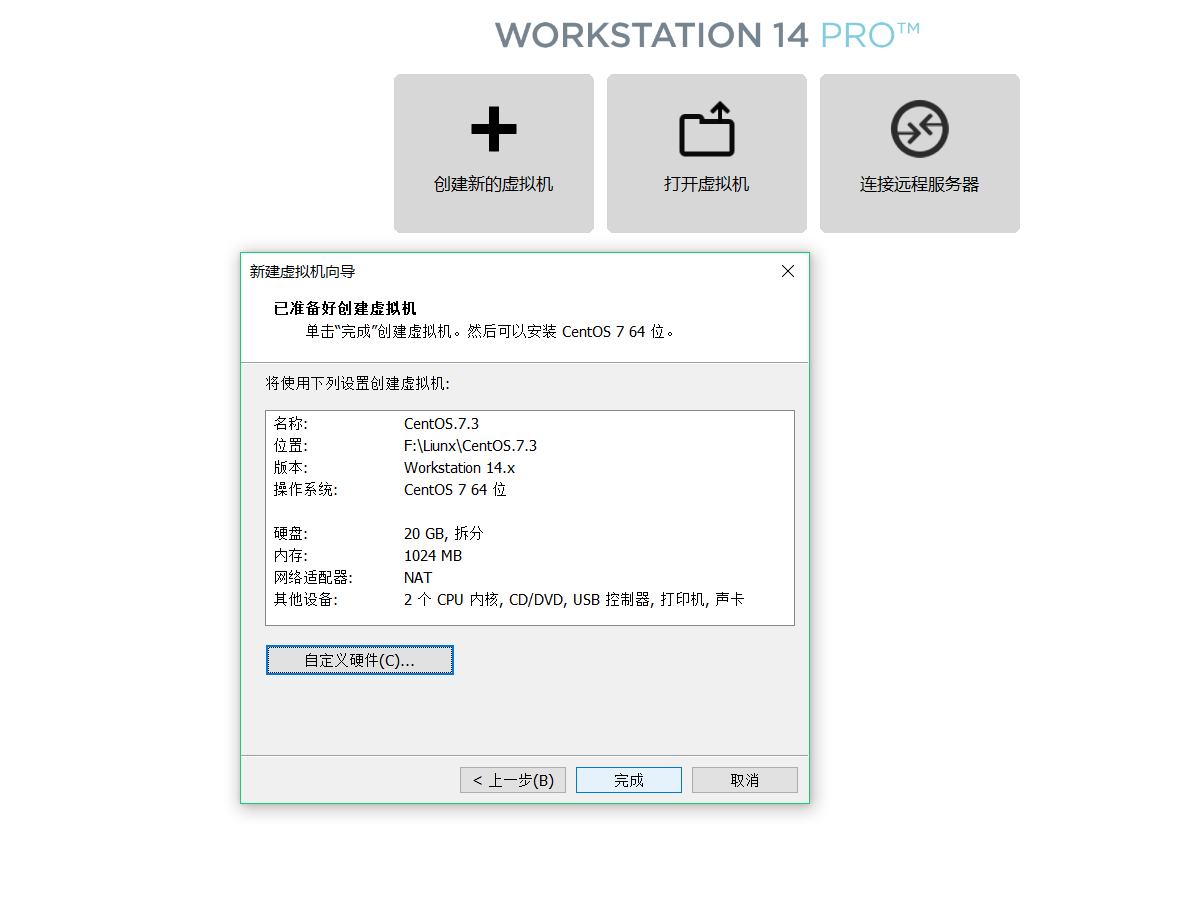 WORKSTATION 14 PRO™
创建新的虚拟机
打开虚拟机
连接远程服务器
新建虚拟机向导
已准备好创建虚拟机
单击“完成”创建虚拟机。然后可以安装 CentOS 7 64 位。
将使用下列设置创建虚拟机:
名称: CentOS.7.3
位置: F:\Liunx\CentOS.7.3
版本: Workstation 14.x
操作系统: CentOS 7 64 位
硬盘: 20 GB, 拆分
内存: 1024 MB
网络适配器: NAT
其他设备: 2 个 CPU 内核, CD/DVD, USB 控制器, 打印机, 声卡
自定义硬件(C)...
< 上一步(B)
完成
取消